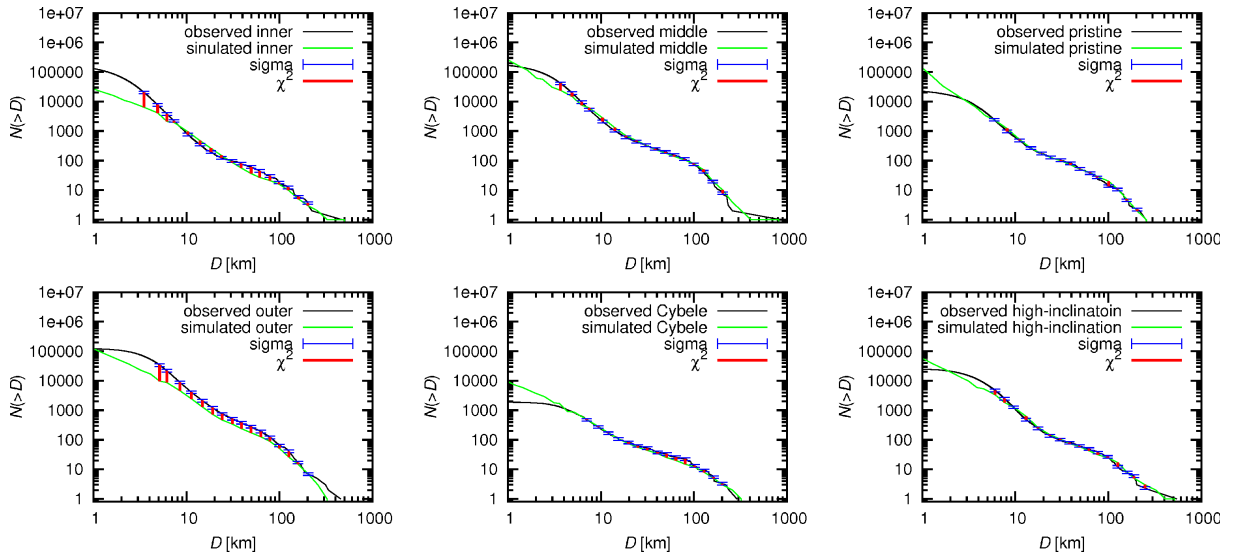 1e+07
1e+06
100000
10000
1000
100
10
1
N(>D)
observed inner
sinulated inner
sigma
χ²
1 10 100 1000
D [km]
1e+07
1e+06
100000
10000
1000
100
10
1
N(>D)
observed middle
simulated middle
sigma
χ²
1 10 100 1000
D [km]
1e+07
1e+06
100000
10000
1000
100
10
1
N(>D)
observed pristine
simulated pristine
sigma
χ²
1 10 100 1000
D [km]
1e+07
1e+06
100000
10000
1000
100
10
1
N(>D)
observed outer
simulated outer
sigma
χ²
1 10 100 1000
D [km]
1e+07
1e+06
100000
10000
1000
100
10
1
N(>D)
observed Cybele
simulated Cybele
sigma
χ²
1 10 100 1000
D [km]
1e+07
1e+06
100000
10000
1000
100
10
1
N(>D)
observed high-inclinatoin
simulated high-inclination
sigma
χ²
1 10 100 1000
D [km]